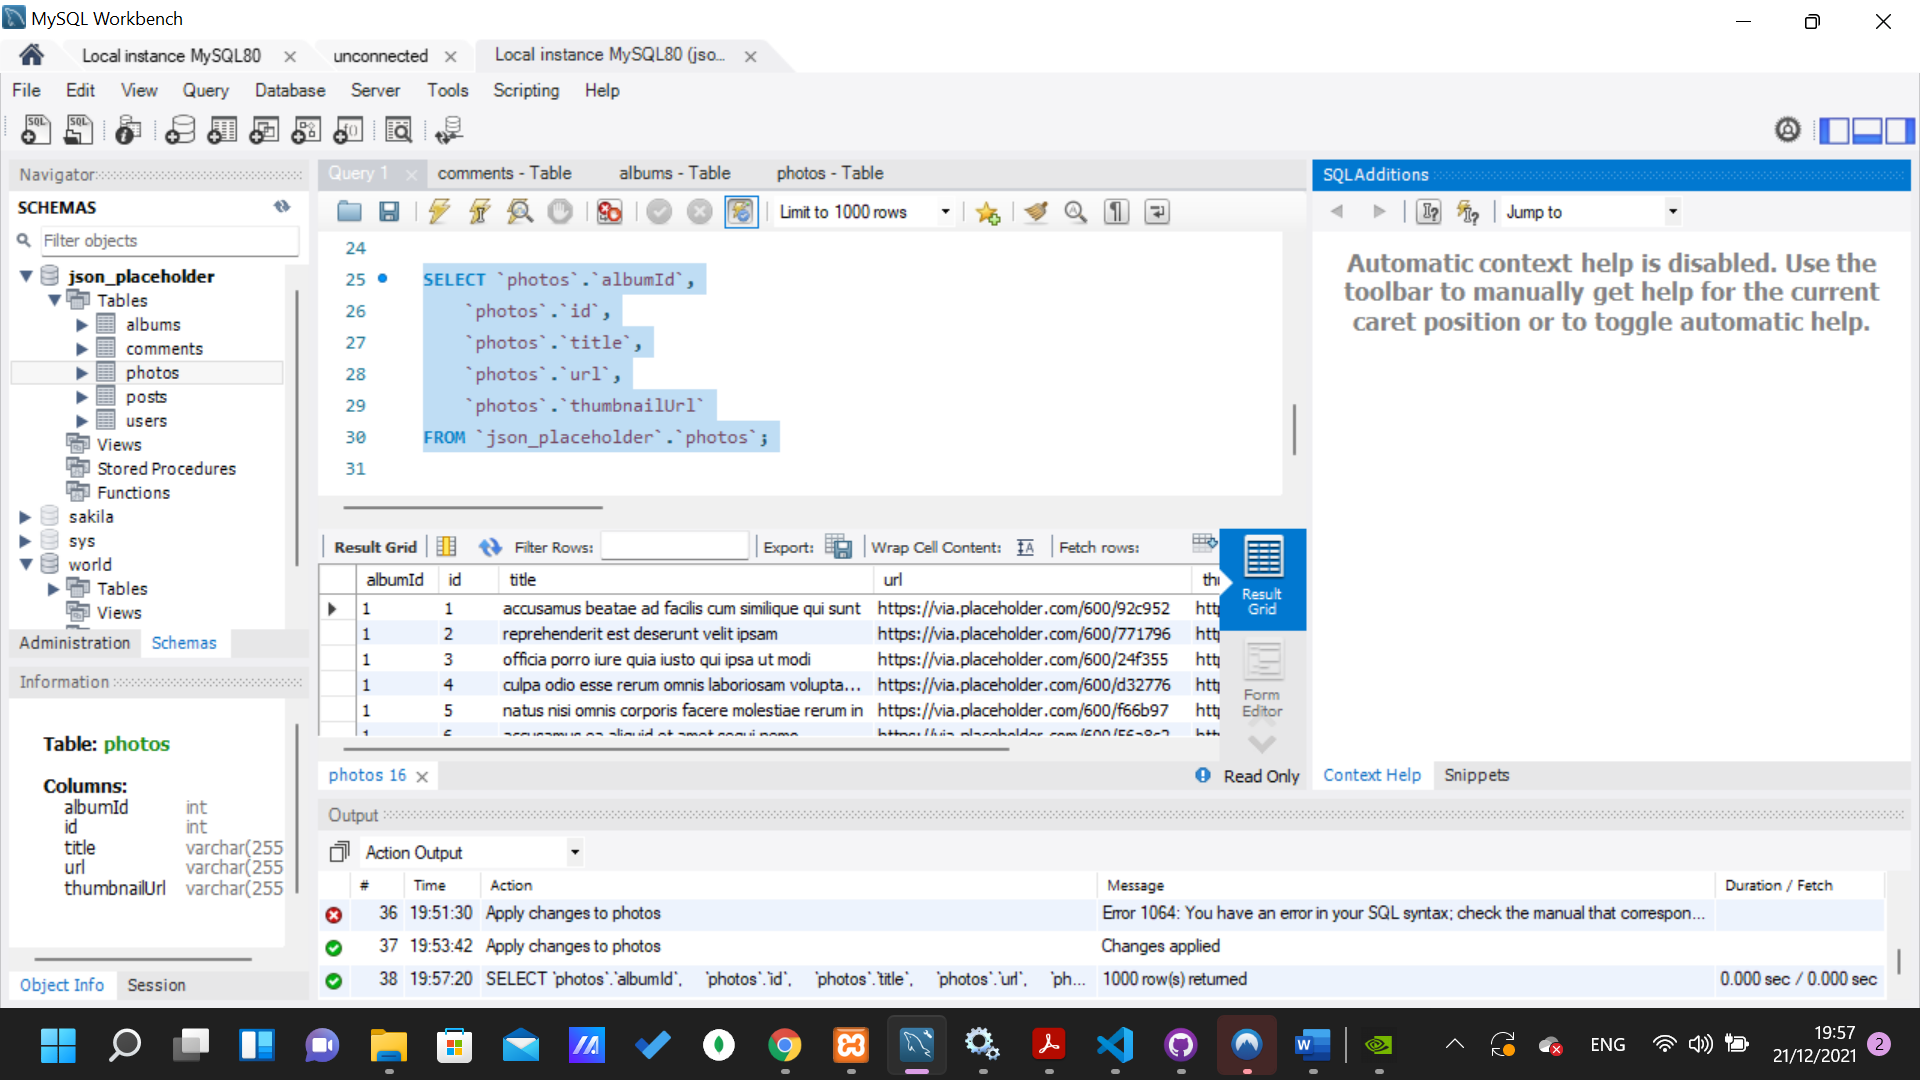 MySQL Workbench
Local instance MySQL80
unconnected
Local instance MySQL80 (jso...
File Edit View Query Database Server Tools Scripting Help
Navigator
SCHEMAS
Filter objects
json_placeholder
Tables
albums
comments
photos
posts
users
Views
Stored Procedures
Functions
sakila
sys
world
Tables
Views
Administration Schemas
Information
Table: photos
Columns:
albumId int
id int
title varchar(255
url varchar(255
thumbnailUrl varchar(255
Object Info Session
Query 1 comments - Table albums - Table photos - Table
Limit to 1000 rows
24
25 SELECT `photos`.`albumId`,
26 `photos`.`id`,
27 `photos`.`title`,
28 `photos`.`url`,
29 `photos`.`thumbnailUrl`
30 FROM `json_placeholder`.`photos`;
31
Result Grid Filter Rows: Export: Wrap Cell Content: Fetch rows:
albumId id title url thu
1 1 accusamus beatae ad facilis cum similique qui sunt https://via.placeholder.com/600/92c952 http
1 2 reprehenderit est deserunt velit ipsam https://via.placeholder.com/600/771796 http
1 3 officia porro iure quia iusto qui ipsa ut modi https://via.placeholder.com/600/24f355 http
1 4 culpa odio esse rerum omnis laboriosam volupta... https://via.placeholder.com/600/d32776 http
1 5 natus nisi omnis corporis facere molestiae rerum in https://via.placeholder.com/600/f66b97 http
Result
Grid
Form
Editor
photos 16
Read Only
SQLAdditions
Jump to
Automatic context help is disabled. Use the
toolbar to manually get help for the current
caret position or to toggle automatic help.
Context Help Snippets
Output
Action Output
# Time Action Message Duration / Fetch
36 19:51:30 Apply changes to photos Error 1064: You have an error in your SQL syntax; check the manual that correspon...
37 19:53:42 Apply changes to photos Changes applied
38 19:57:20 SELECT `photos`.`albumId`, `photos`.`id`, `photos`.`title`, `photos`.`url`, `ph... 1000 row(s) returned 0.000 sec / 0.000 sec
ENG
19:57
21/12/2021
2